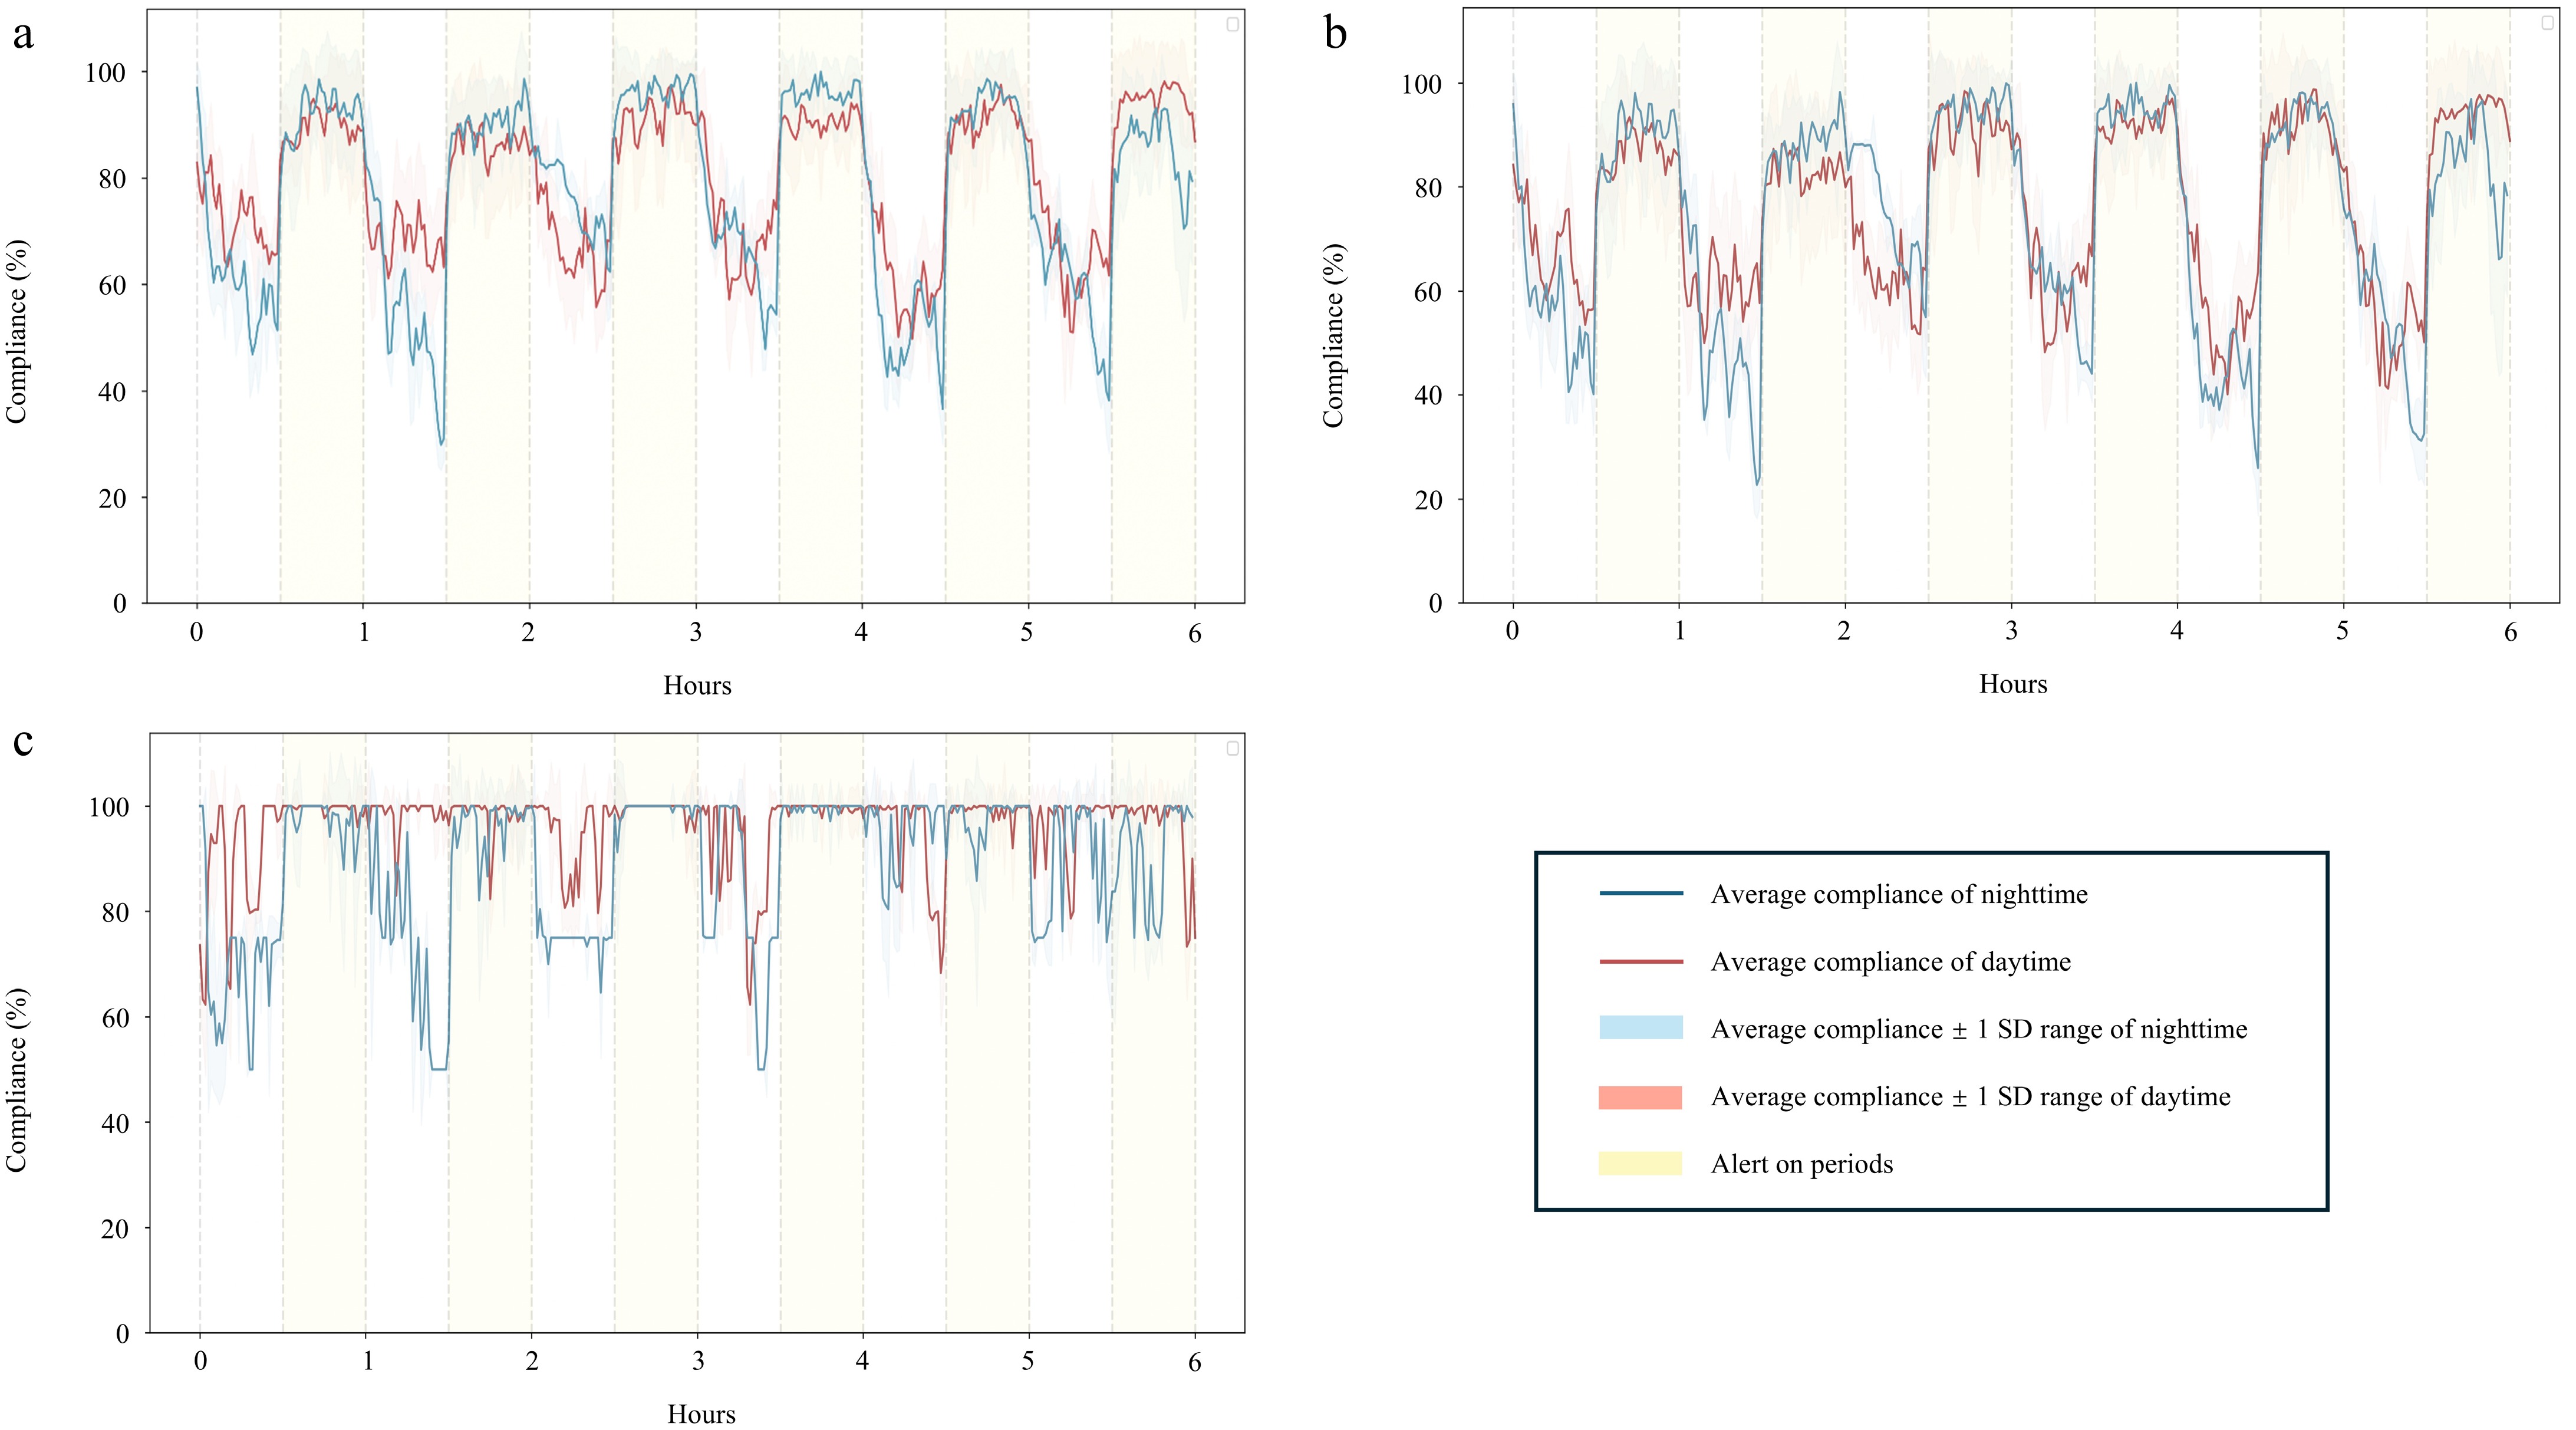 a
Compliance (%)
100
80
60
40
20
0
0 1 2 3 4 5 6
Hours
b
Compliance (%)
100
80
60
40
20
0
0 1 2 3 4 5 6
Hours
c
Compliance (%)
100
80
60
40
20
0
0 1 2 3 4 5 6
Hours
Average compliance of nighttime
Average compliance of daytime
Average compliance ± 1 SD range of nighttime
Average compliance ± 1 SD range of daytime
Alert on periods